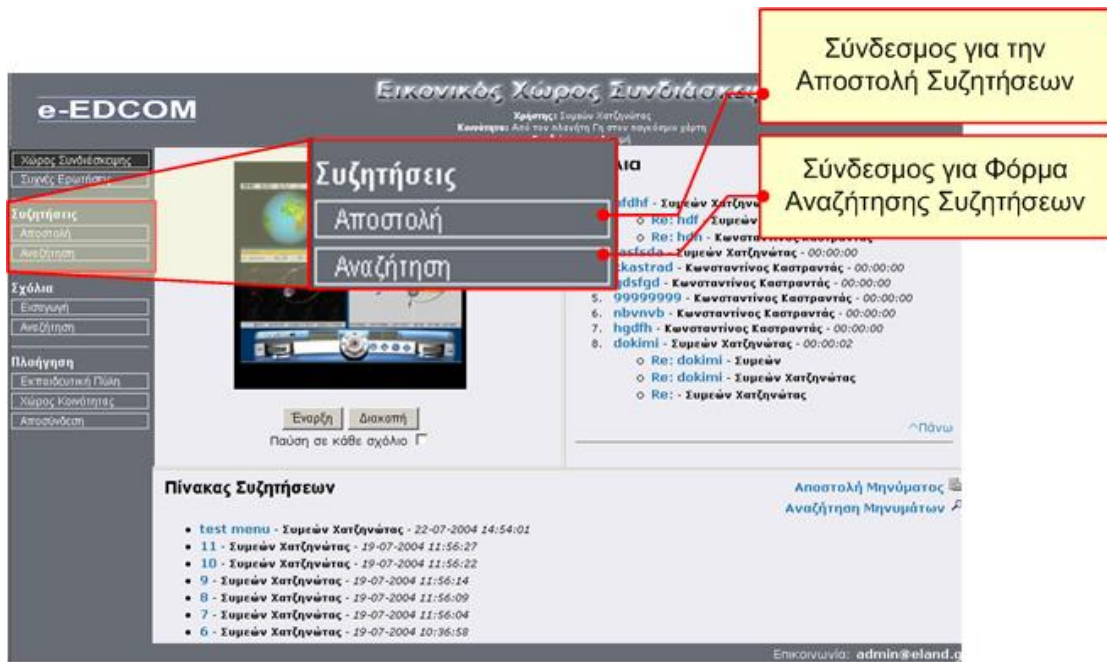 Σύνδεσμος για την
Αποστολή Συζητήσεων
e-EDCOM
Εικονικός Χώρος Συνδιάσκεψ
Χρήστης: Συμεών Χατζηνώτας
Κοινότητα: Από τον πλανήτη Γη στον παγκόσμιο χάρτη
Σύνδεσμος για Φόρμα
Αναζήτησης Συζητήσεων
Χώρος Συνδιάσκεψης
Συχνές Ερωτήσεις
Συζητήσεις
Αποστολή
Αναζήτηση
Σχόλια
Εισαγωγή
Αναζήτηση
Πλοήγηση
Εκπαιδευτική Πύλη
Χώρος Κοινότητας
Αποσύνδεση
Συζητήσεις
Αποστολή
Αναζήτηση
Έναρξη Διακοπή
Παύση σε κάθε σχόλιο
λια
fdhf - Συμεών Χατζηνώ
Re: hdf - Συμεών
Re: hdh - Κωνσταντίνος Καστραντάς
asfsda - Συμεών Χατζηνώτας - 00:00:00
kastrad - Κωνσταντίνος Καστραντάς - 00:00:00
gdsfgd - Κωνσταντίνος Καστραντάς - 00:00:00
5. 99999999 - Κωνσταντίνος Καστραντάς - 00:00:00
6. nbvnvb - Κωνσταντίνος Καστραντάς - 00:00:00
7. hgdfh - Κωνσταντίνος Καστραντάς - 00:00:00
8. dokimi - Συμεών Χατζηνώτας - 00:00:02
Re: dokimi - Συμεών
Re: dokimi - Συμεών Χατζηνώτας
Re: - Συμεών Χατζηνώτας
^Πάνω
Πίνακας Συζητήσεων
Αποστολή Μηνύματος
Αναζήτηση Μηνυμάτων
test menu - Συμεών Χατζηνώτας - 22-07-2004 14:54:01
11 - Συμεών Χατζηνώτας - 19-07-2004 11:56:27
10 - Συμεών Χατζηνώτας - 19-07-2004 11:56:22
9 - Συμεών Χατζηνώτας - 19-07-2004 11:56:14
8 - Συμεών Χατζηνώτας - 19-07-2004 11:56:09
7 - Συμεών Χατζηνώτας - 19-07-2004 11:56:04
6 - Συμεών Χατζηνώτας - 19-07-2004 10:36:58
Επικοινωνία: admin@eland.g